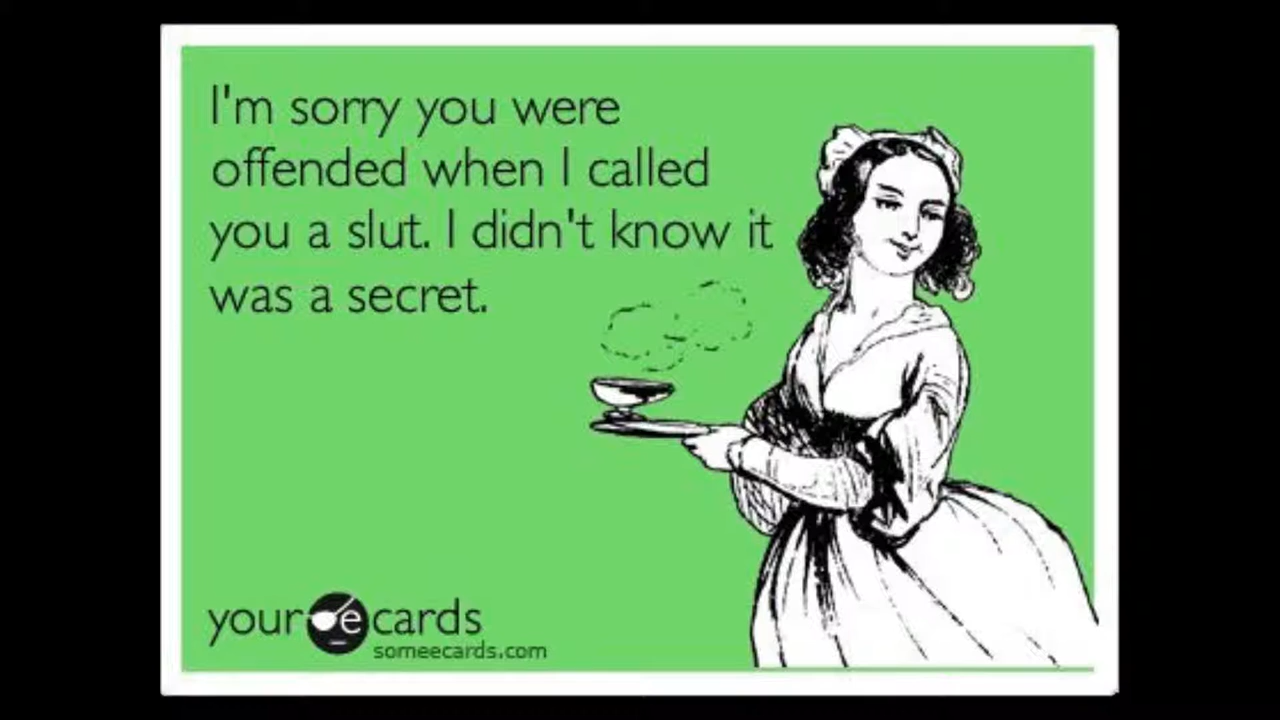 I'm sorry you were
offended when I called
you a slut. I didn't know it
was a secret.
your e cards
someecards.com